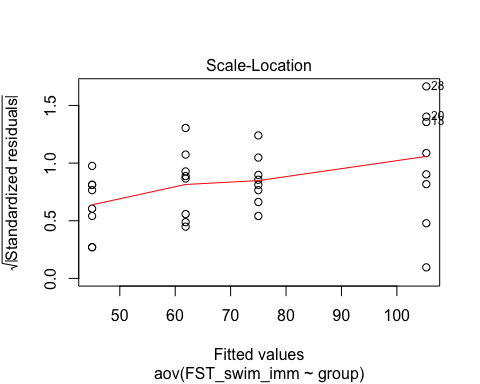 Scale-Location
√|Standardized residuals|
0.0 0.5 1.0 1.5
28
20
13
50 60 70 80 90 100
Fitted values
aov(FST_swim_imm ~ group)